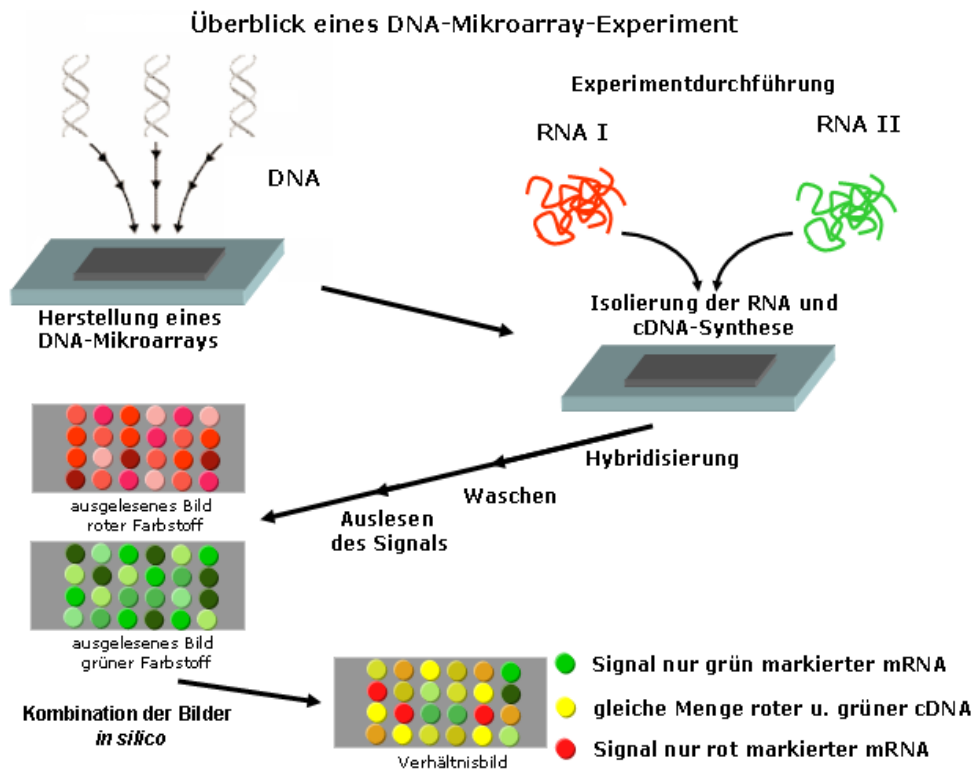 Überblick eines DNA-Mikroarray-Experiment
Experimentdurchführung
RNA I
RNA II
DNA
Herstellung eines
DNA-Mikroarrays
Isolierung der RNA und
cDNA-Synthese
Hybridisierung
Waschen
Auslesen
des Signals
ausgelesenes Bild
roter Farbstoff
ausgelesenes Bild
grüner Farbstoff
Kombination der Bilder
in silico
Verhältnisbild
Signal nur grün markierter mRNA
gleiche Menge roter u. grüner cDNA
Signal nur rot markierter mRNA